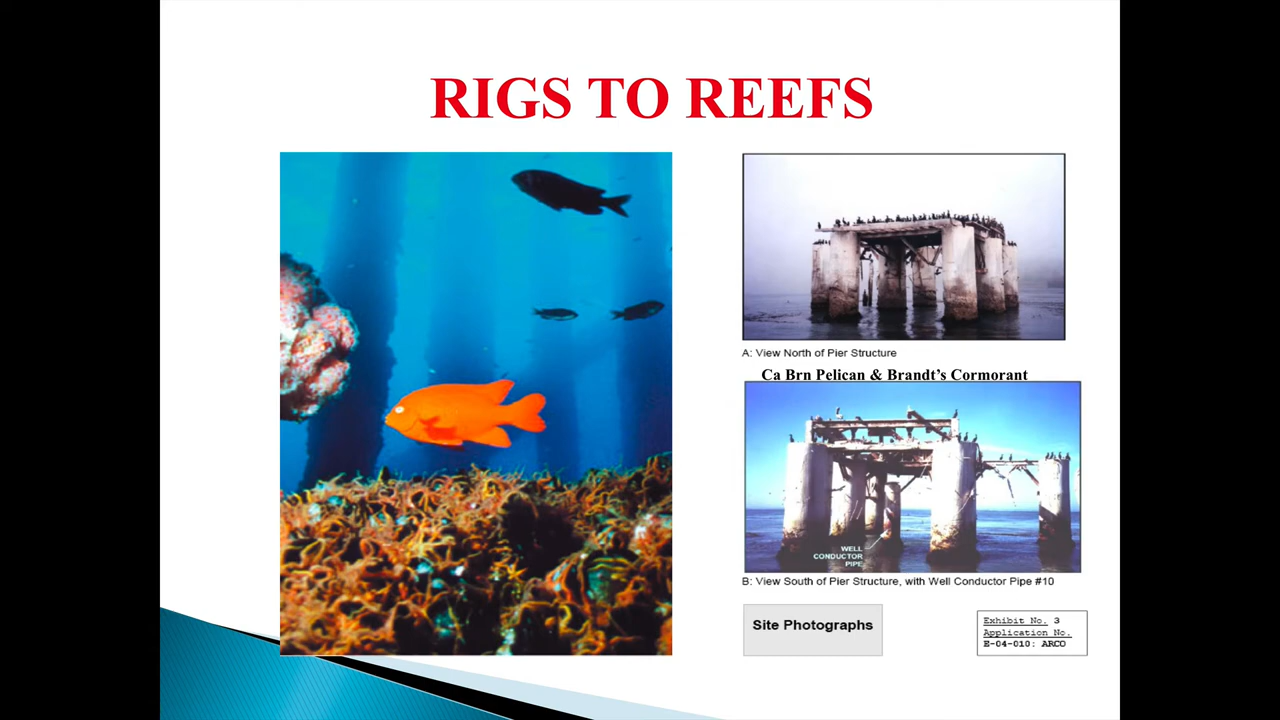 RIGS TO REEFS
A: View North of Pier Structure
Ca Brn Pelican & Brandt’s Cormorant
WELL
CONDUCTOR
PIPE
B: View South of Pier Structure, with Well Conductor Pipe #10
Site Photographs
Exhibit No. 3
Application No.
E-04-010: ARCO